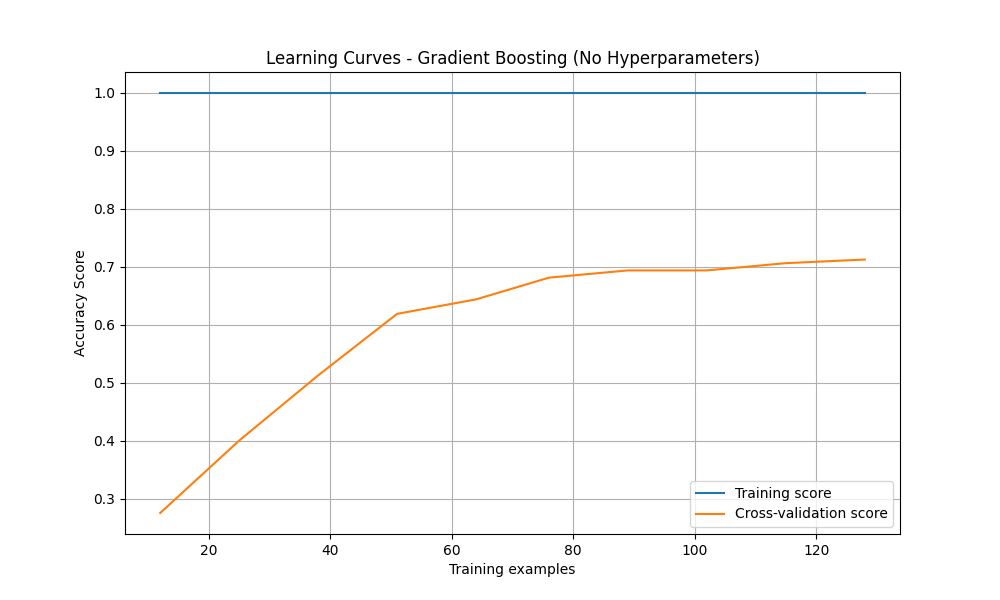 Learning Curves - Gradient Boosting (No Hyperparameters)
1.0
0.9
0.8
0.7
0.6
0.5
0.4
0.3
Accuracy Score
Training score
Cross-validation score
20 40 60 80 100 120
Training examples